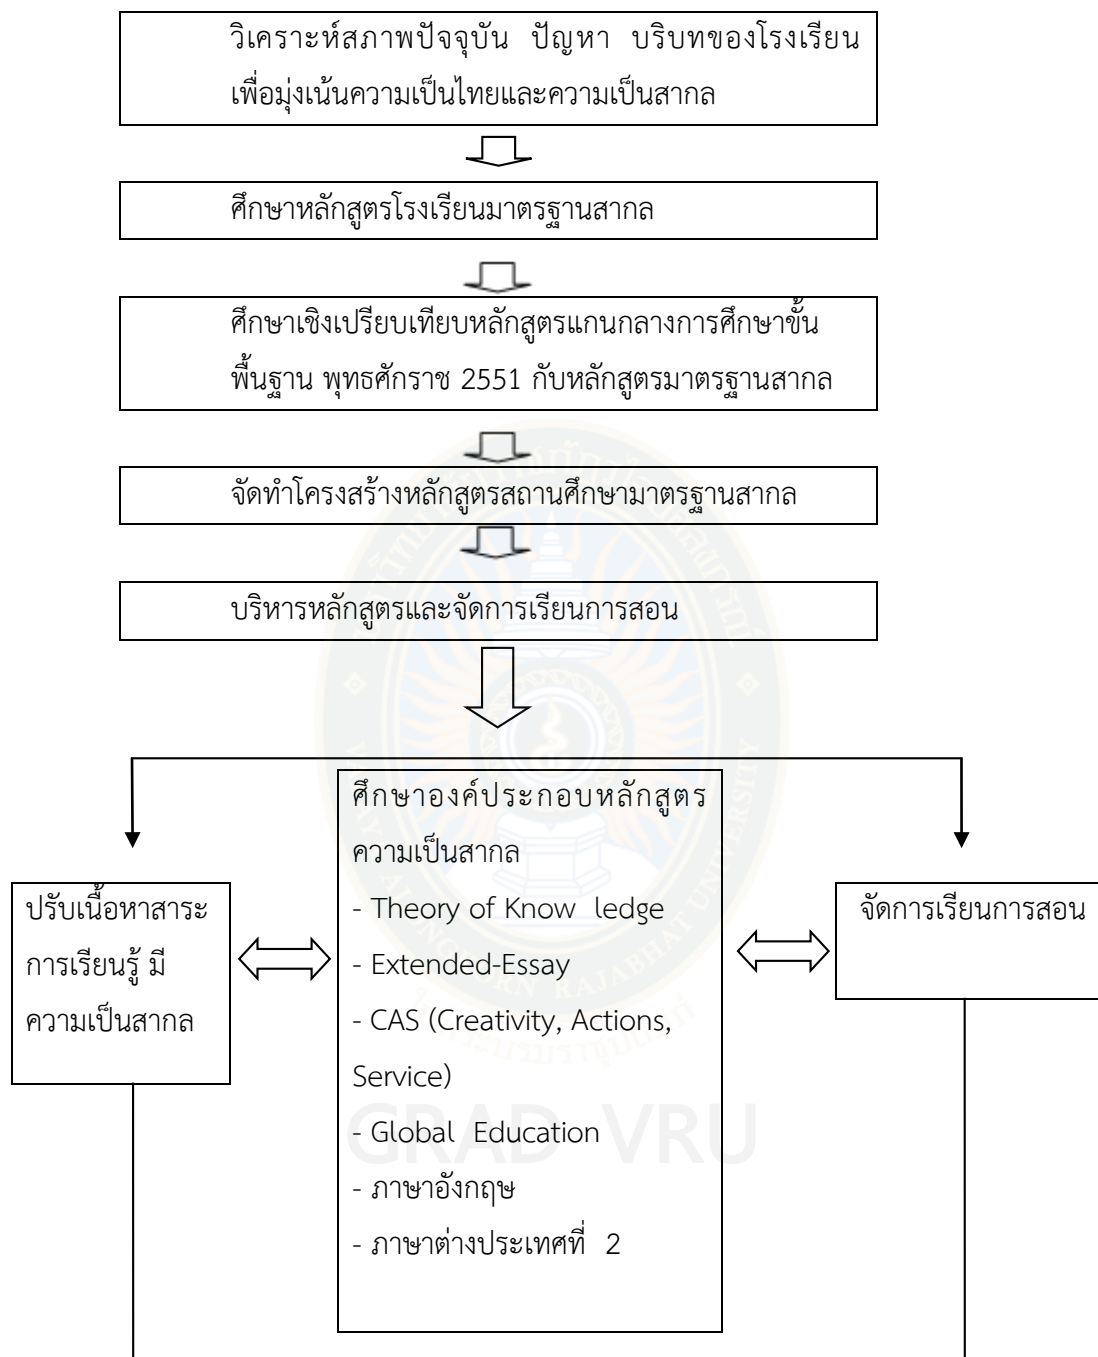 วิเคราะห์สภาพปัจจุบัน ปัญหา บริบทของโรงเรียน
เพื่อมุ่งเน้นความเป็นไทยและความเป็นสากล
ศึกษาหลักสูตรโรงเรียนมาตรฐานสากล
ศึกษาเชิงเปรียบเทียบหลักสูตรแกนกลางการศึกษาขั้น
พื้นฐาน พุทธศักราช 2551 กับหลักสูตรมาตรฐานสากล
จัดทำโครงสร้างหลักสูตรสถานศึกษามาตรฐานสากล
บริหารหลักสูตรและจัดการเรียนการสอน
ปรับเนื้อหาสาระ
การเรียนรู้ มี
ความเป็นสากล
ศึกษาองค์ประกอบหลักสูตร
ความเป็นสากล
- Theory of Know ledge
- Extended-Essay
- CAS (Creativity, Actions,
Service)
- Global Education
- ภาษาอังกฤษ
- ภาษาต่างประเทศที่ 2
จัดการเรียนการสอน
GRAD VRU